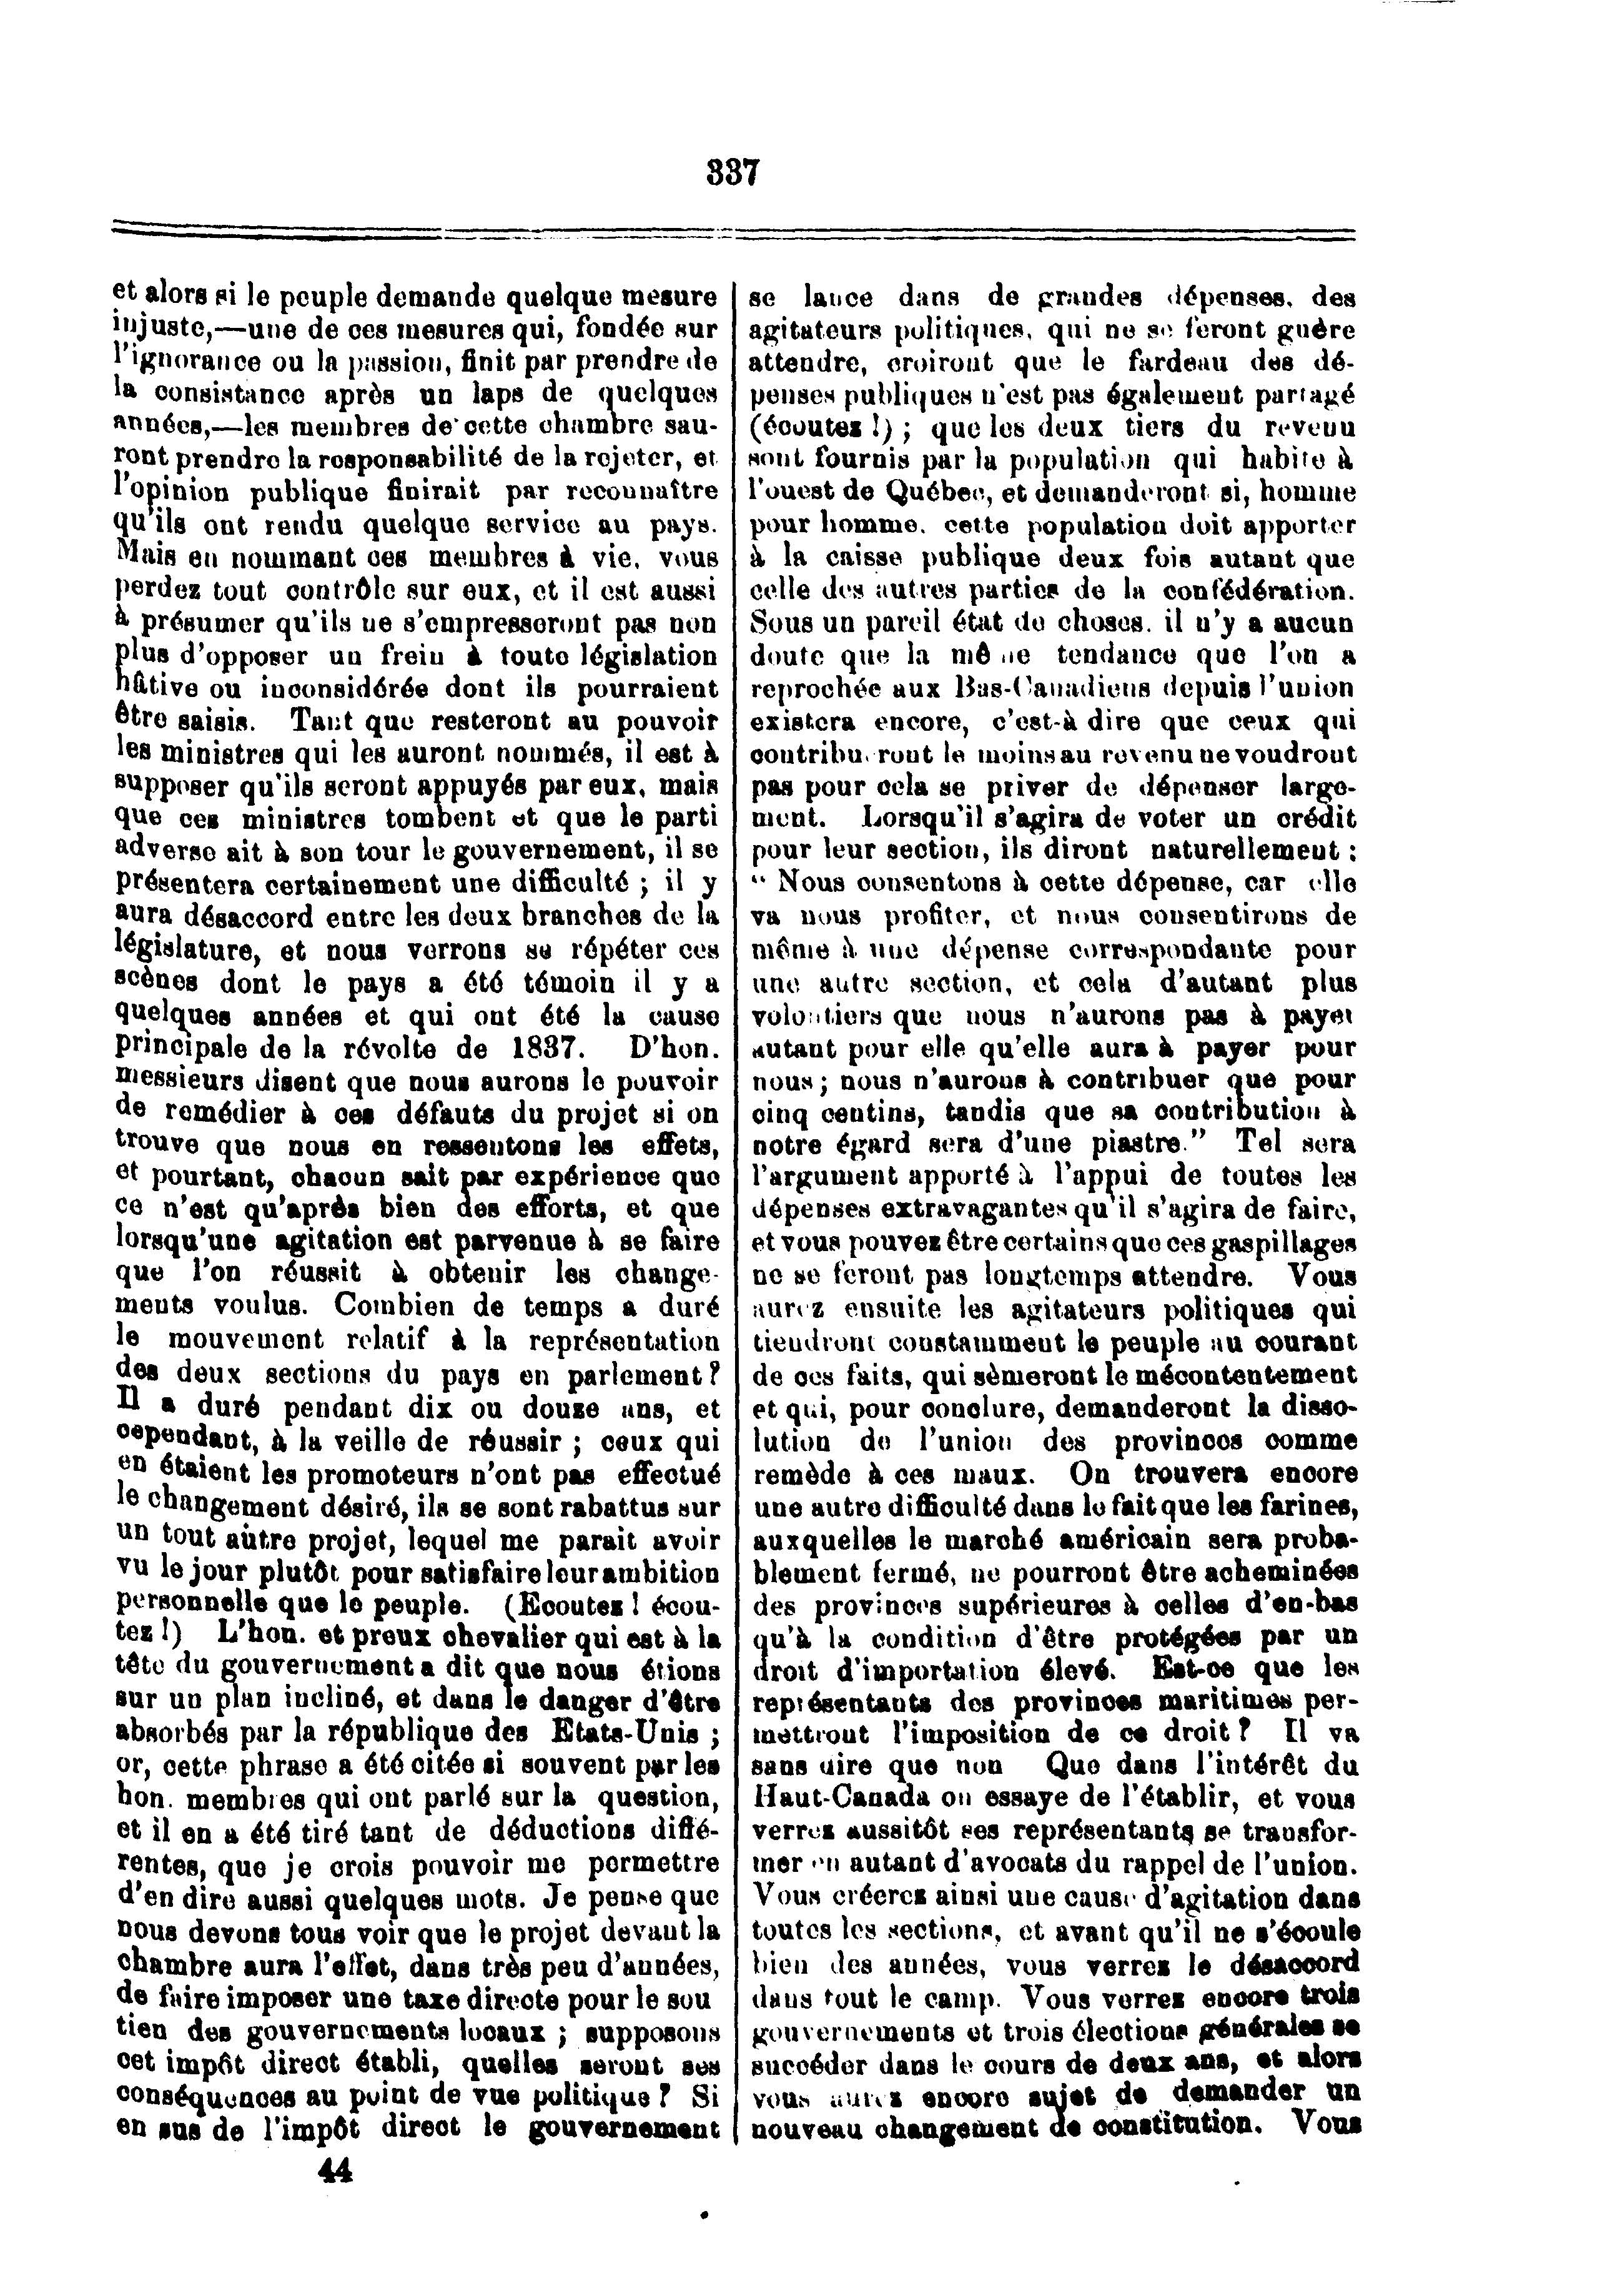 337
et alors si le peuple demande quelque mesure
injuste,—une de ces mesures qui, fondée sur
l'ignorance ou la passion, finit par prendre de
la consistance après un laps de quelques
années,—les membres de cette chambre sau-
ront prendre la responsabilité de la rejeter, et
l'opinion publique finirait par reconnaître
qu'ils ont rendu quelque service au pays.
Mais en nommant ces membres à vie, vous
perdez tout contrôle sur eux, et il est aussi
à présumer qu'ils ne s'empresseront pas non
plus d'opposer un frein à toute législation
hâtive ou inconsidérée dont ils pourraient
être saisis. Tant que resteront au pouvoir
les ministres qui les auront nommés, il est à
supposer qu'ils seront appuyés par eux, mais
que ces ministres tombent et que le parti
adverse ait à son tour le gouvernement, il se
présentera certainement une difficulté ; il y
aura désaccord entre les deux branches de la
législature, et nous verrons se répéter ces
scènes dont le pays a été témoin il y a
quelques années et qui ont été la cause
principale de la révolte de 1837. D'hon.
messieurs disent que nous aurons le pouvoir
de remédier à ces défauts du projet si on
trouve que nous en ressentons les effets,
et pourtant, chacun sait par expérience que
ce n'est qu'après bien des efforts, et que
lorsqu'une agitation est parvenue à se faire
que l'on réussit à obtenir les change-
ments voulus. Combien de temps a duré
le mouvement relatif à la représentation
des deux sections du pays en parlement ?
Il a duré pendant dix ou douze ans, et
cependant, à la veille de réussir ; ceux qui
en étaient les promoteurs n'ont pas effectué
le changement désiré, ils se sont rabattus sur
un tout autre projet, lequel me parait avoir
vu le jour plutôt pour satisfaire leur ambition
personnelle que le peuple. (Ecoutez ! écou-
tez !) L'hon. et preux chevalier qui est à la
tête du gouvernement a dit que nous étions
sur un plan incliné, et dans le danger d'être
absorbés par la république des Etats-Unis ;
or, cette phrase a été citée si souvent par les
hon. membres qui ont parlé sur la question,
et il en a été tiré tant de déductions diffé-
rentes, que je crois pouvoir me permettre
d'en dire aussi quelques mots. Je pense que
nous devons tous voir que le projet devant la
chambre aura l'effet, dans très peu d'années,
de faire imposer une taxe directe pour le sou
tien des gouvernements locaux ; supposons
cet impôt direct établi, quelles seront ses
conséquences au point de vue politique ? Si
en sus de l'impôt direct le gouvernement
44
se lance dans de grandes dépenses, des
agitateurs politiques, qui ne se feront guère
attendre, croiront que le fardeau des dé-
penses publiques n'est pas également partagé
(écoutez !) ; que les deux tiers du revenu
sont fournis par la population qui habite à
l'ouest de Québec, et demanderont si, homme
pour homme, cette population doit apporter
à la caisse publique deux fois autant que
celle des autres parties de la confédération.
Sous un pareil état de choses, il n'y a aucun
doute que la même tendance que l'on a
reprochée aux Bas-Canadiens depuis l'union
existera encore, c'est-à dire que ceux qui
contribueront le moins au revenu ne voudront
pas pour cela se priver de dépenser large-
ment. Lorsqu'il s'agira de voter un crédit
pour leur section, ils diront naturellement :
" Nous consentons à cette dépense, car elle
va nous profiter, et nous consentirons de
même à une dépense correspondante pour
une autre section, et cela d'autant plus
volontiers que nous n'aurons pas à payer
autant pour elle qu'elle aura à payer pour
nous ; nous n'aurons à contribuer que pour
cinq centins, tandis que sa contribution à
notre égard sera d'une piastre." Tel sera
l'argument apporté à l'appui de toutes les
dépenses extravagantes qu'il s'agira de faire,
et vous pouvez être certains que ces gaspillages
ne se feront pas longtemps attendre. Vous
aurez ensuite les agitateurs politiques qui
tiendront constamment le peuple au courant
de ces faits, qui sèmeront le mécontentement
et qui, pour conclure, demanderont la disso-
lution de l'union des provinces comme
remède à ces maux. On trouvera encore
une autre difficulté dans le fait que les farines,
auxquelles le marché américain sera proba-
blement fermé, ne pourront être acheminées
des provinces supérieures à celles d'en-bas
qu'à la condition d'être protégées par un
droit d'importation élevé. Est-ce que les
représentants des provinces maritimes per-
mettront l'imposition de ce droit ? Il va
sans dire que non Que dans l'intérêt du
Haut-Canada on essaye de l'établir, et vous
verrez aussitôt ses représentants se transfor-
mer en autant d'avocats du rappel de l'union.
Vous créerez ainsi une cause d'agitation dans
toutes les sections, et avant qu'il ne s'écoule
bien des années, vous verrez le désaccord
dans tout le camp. Vous verrez encore trois
gouvernements et trois élections générales se
succéder dans le cours de deux ans, et alors
vous aurez encore sujet de demander un
nouveau changement de constitution. Vous